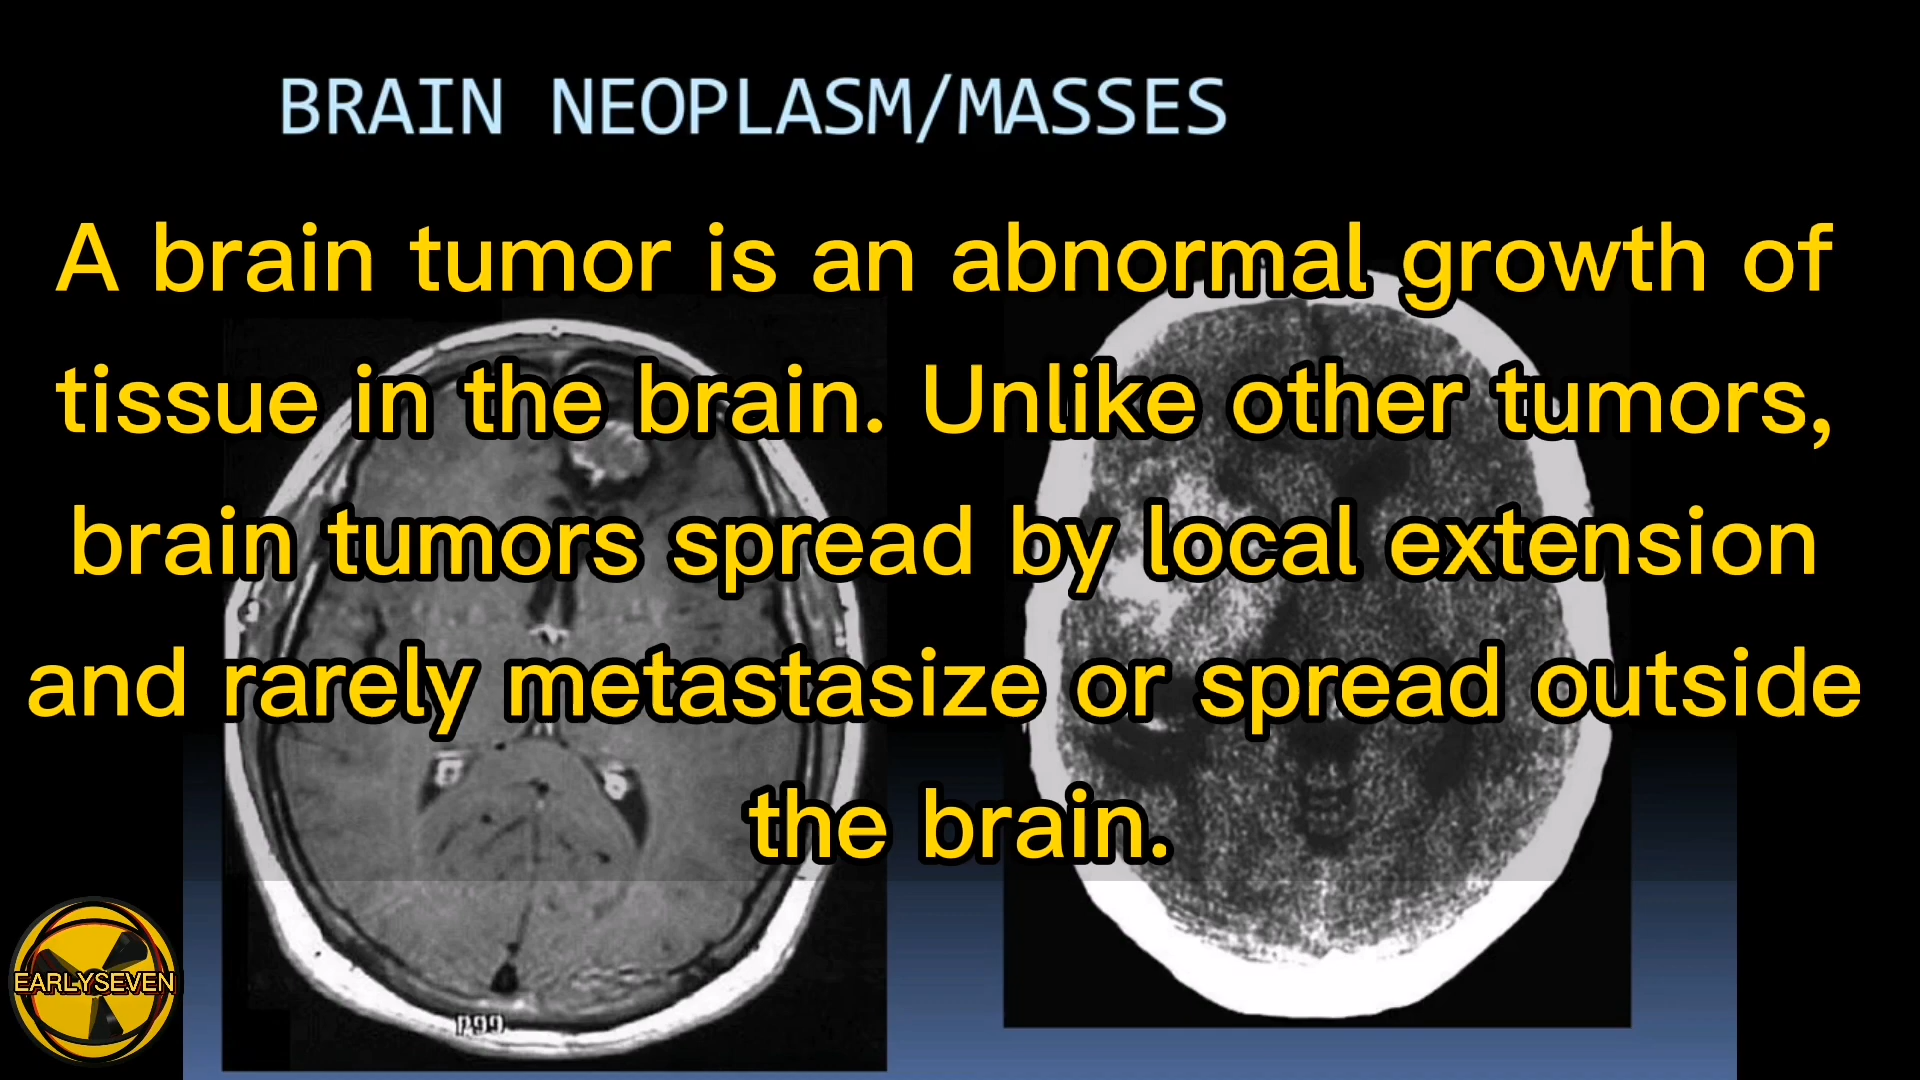 BRAIN NEOPLASM/MASSES
A brain tumor is an abnormal growth of
tissue in the brain. Unlike other tumors,
brain tumors spread by local extension
and rarely metastasize or spread outside
the brain.
EARLYSEVEN